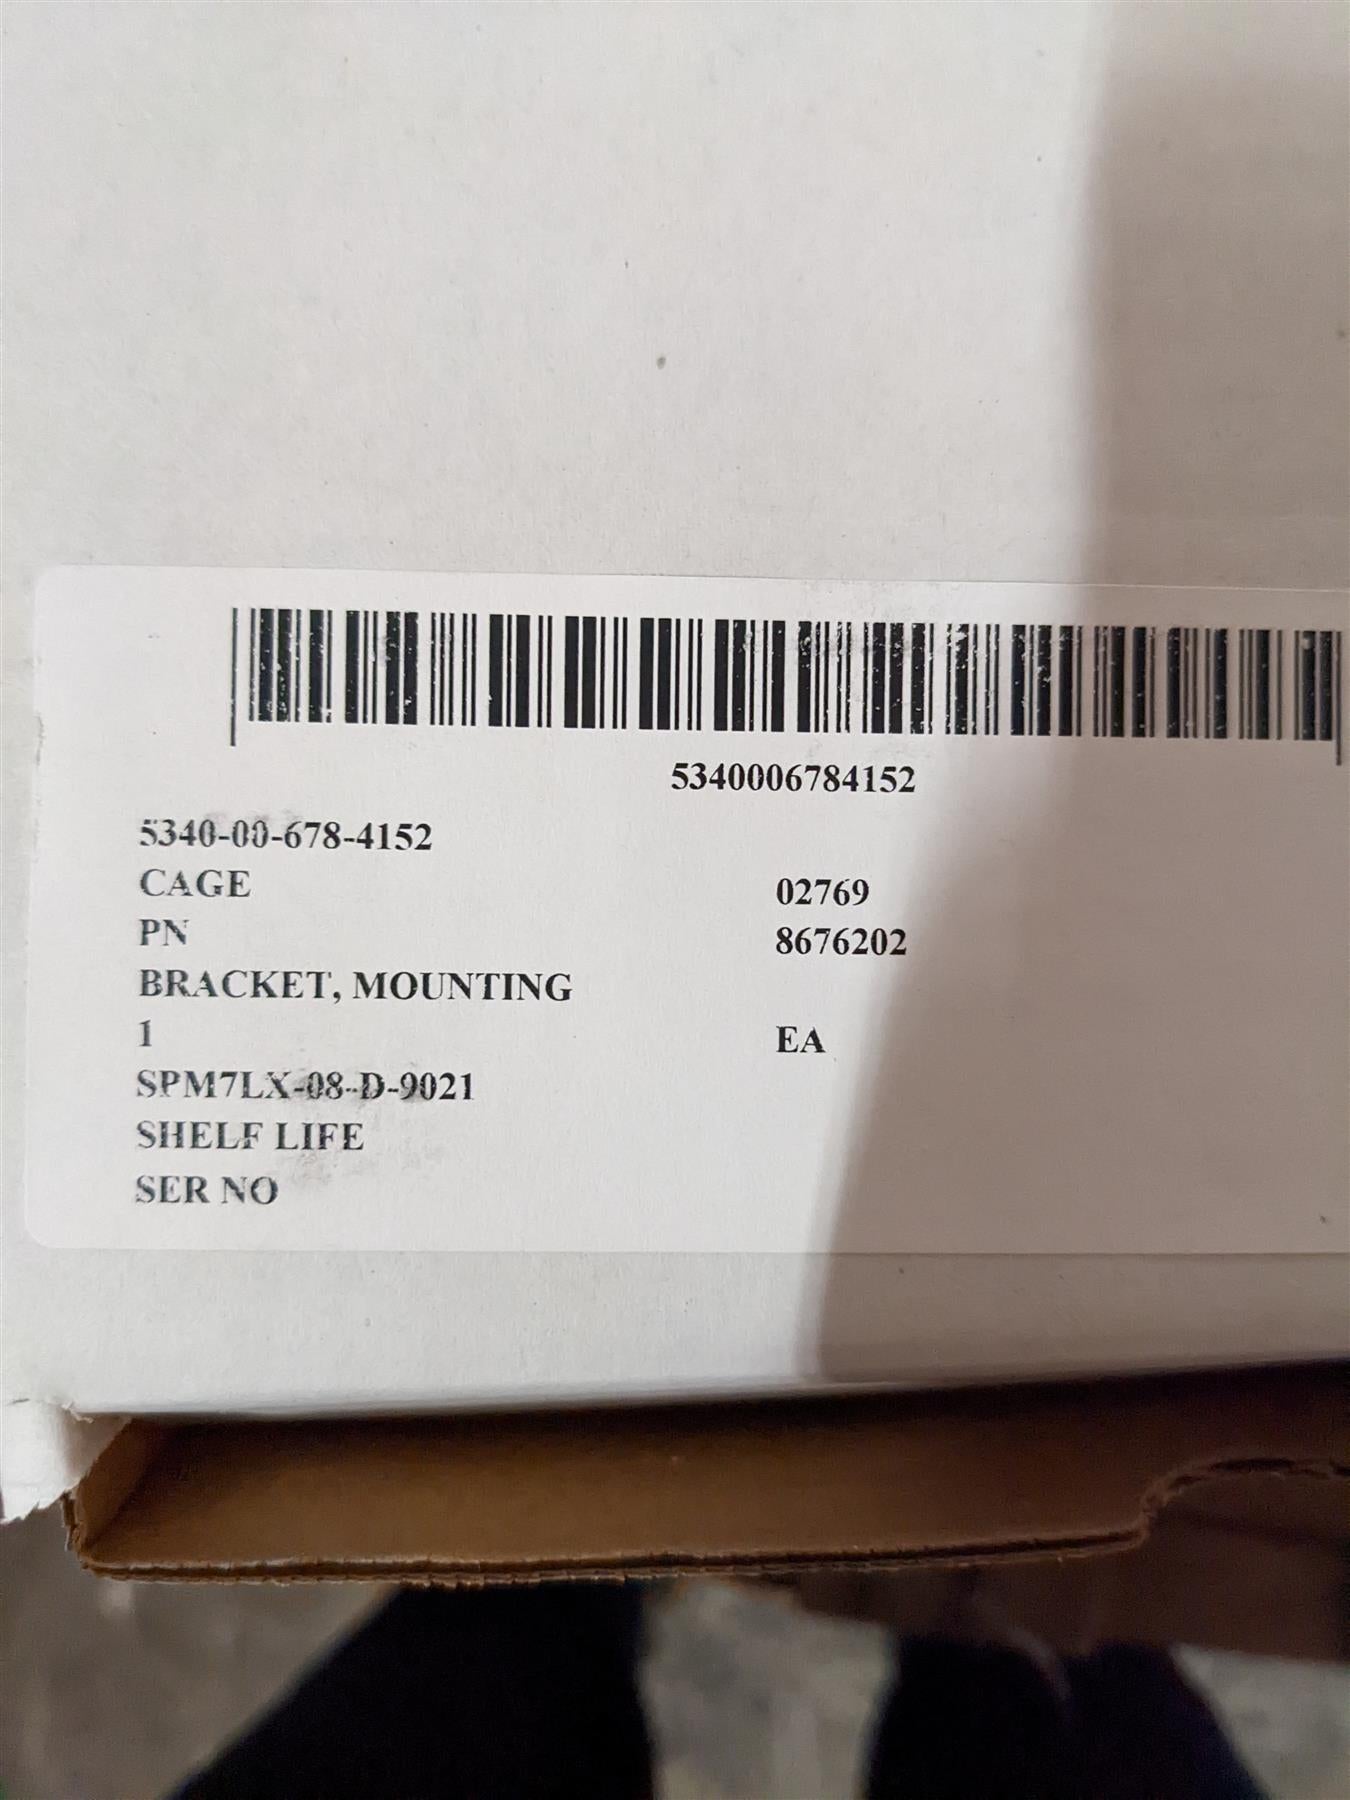 5340006784152
5340-00-678-4152
CAGE 02769
PN 8676202
BRACKET, MOUNTING
1 EA
SPM7LX-08-D-9021
SHELF LIFE
SER NO